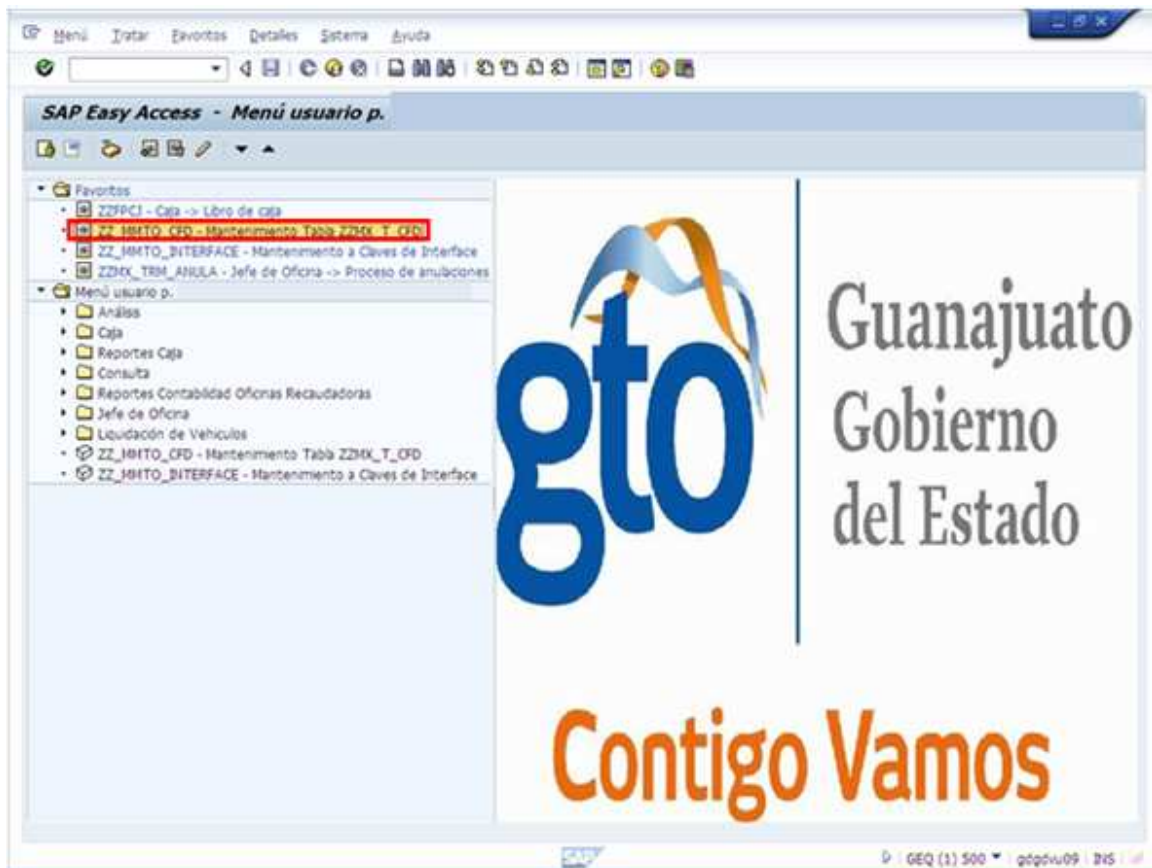 Menú Tratar Favoritos Detalles Sistema Ayuda
SAP Easy Access - Menú usuario p.
Favoritos
ZZFPCJ - Caja -> Libro de caja
ZZ_MMTO_CFD - Mantenimiento Tabla ZZMX_T_CFD
ZZ_MMTO_INTERFACE - Mantenimiento a Claves de Interface
ZZMX_TRM_ANULA - Jefe de Oficina -> Proceso de anulaciones
Menú usuario p.
Análisis
Caja
Reportes Caja
Consulta
Reportes Contabilidad Oficinas Recaudadoras
Jefe de Oficina
Liquidación de Vehiculos
ZZ_MMTO_CFD - Mantenimiento Tabla ZZMX_T_CFD
ZZ_MMTO_INTERFACE - Mantenimiento a Claves de Interface
gto
Guanajuato
Gobierno
del Estado
Contigo Vamos
SAP
GEQ (1) 500 INS